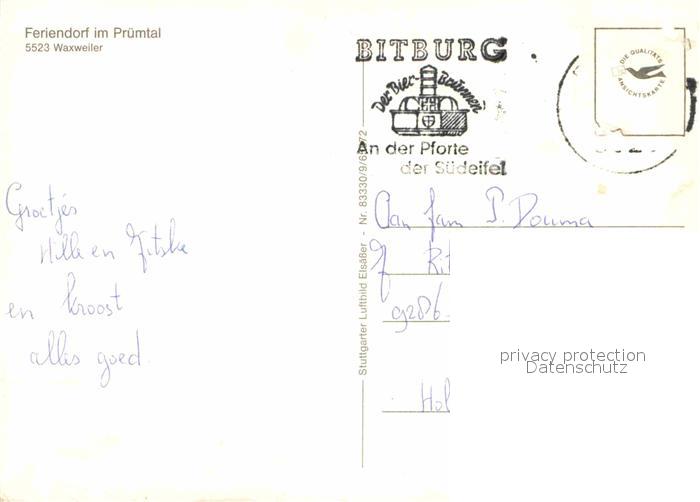 Feriendorf im Prümtal
5523 Waxweiler
BITBURG
Der Bier-Brunnen
An der Pforte
der Südeifel
DIE QUALITÄTS
ANSICHTSKARTE
Stuttgarter Luftbild Elsäßer - Nr. 83330/9/
Groetjes
Hille en Jitske
en kroost
alles goed.
Aan fam P. Douma
Rit
9286
Hol
privacy protection
Datenschutz